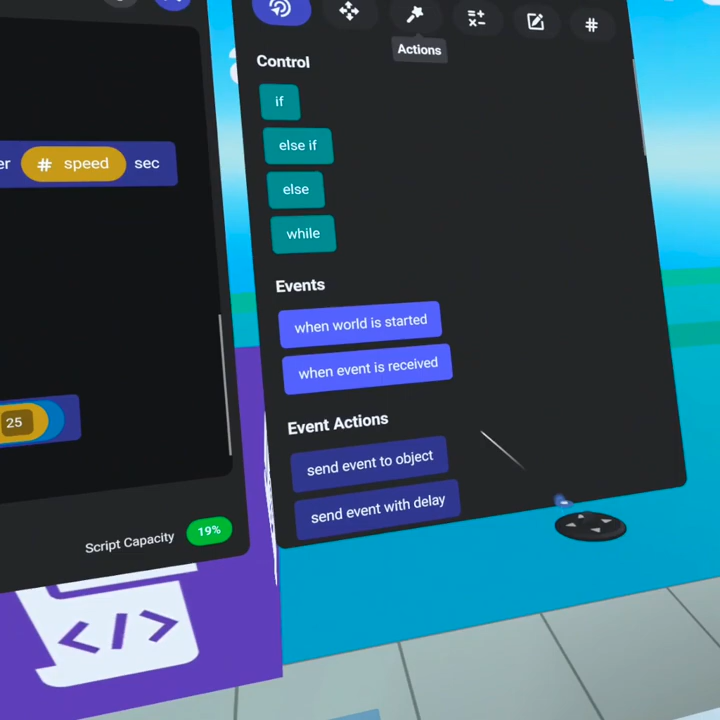 Actions
Control
if
else if
else
while
Events
when world is started
when event is received
Event Actions
send event to object
send event with delay
# speed sec
25
Script Capacity 19%